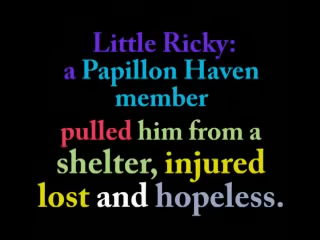 Little Ricky:
a Papillon Haven
member
pulled him from a
shelter, injured
lost and hopeless.